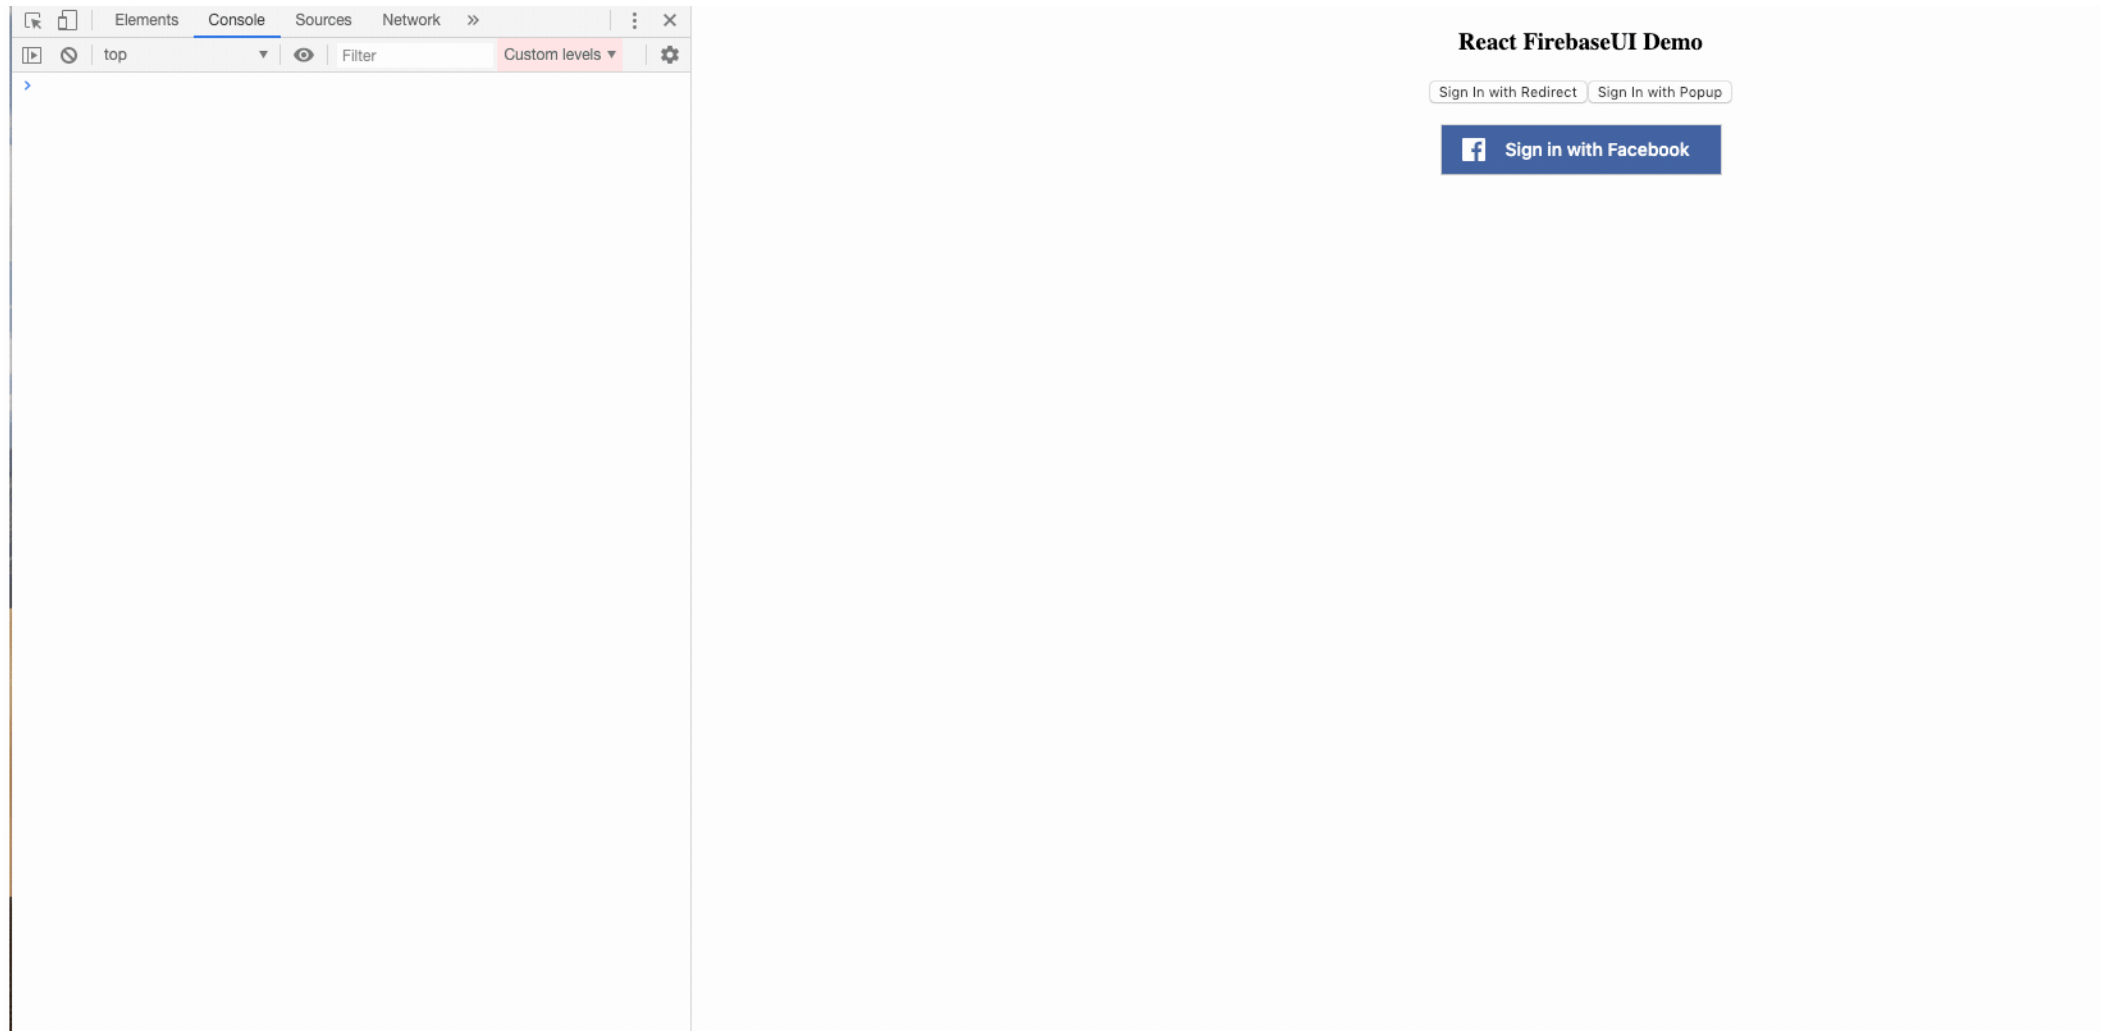 Elements Console Sources Network »
top Filter Custom levels
React FirebaseUI Demo
Sign In with Redirect Sign In with Popup
Sign in with Facebook